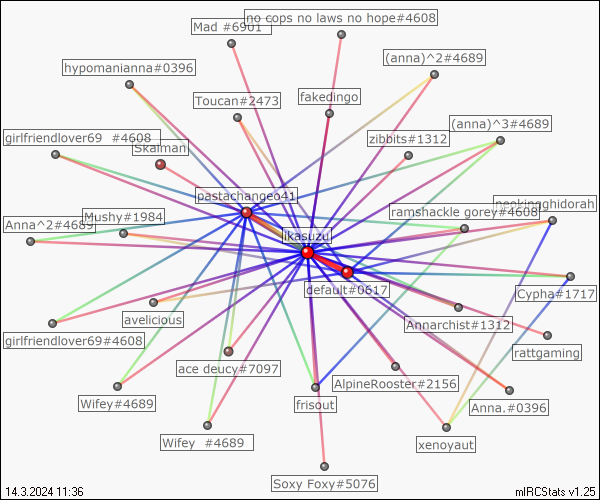 no cops no laws no hope#4608
Mad #6901
(anna)^2#4689
hypomanianna#0396
Toucan#2473
fakedingo
(anna)^3#4689
girlfriendlover69 #4608
zibbits#1312
Skalman
pastachangeo41
ramshackle gorey#4608
Anna^2#4689
Mushy#1984
ikasuzu
default#0617
Cypha#1717
avelicious
Annarchist#1312
girlfriendlover69#4608
rattgaming
ace deucy#7097
AlpineRooster#2156
Wifey#4689
frisout
Anna.#0396
Wifey #4689
xenoyaut
Soxy Foxy#5076
14.3.2024 11:36
mIRCStats v1.25